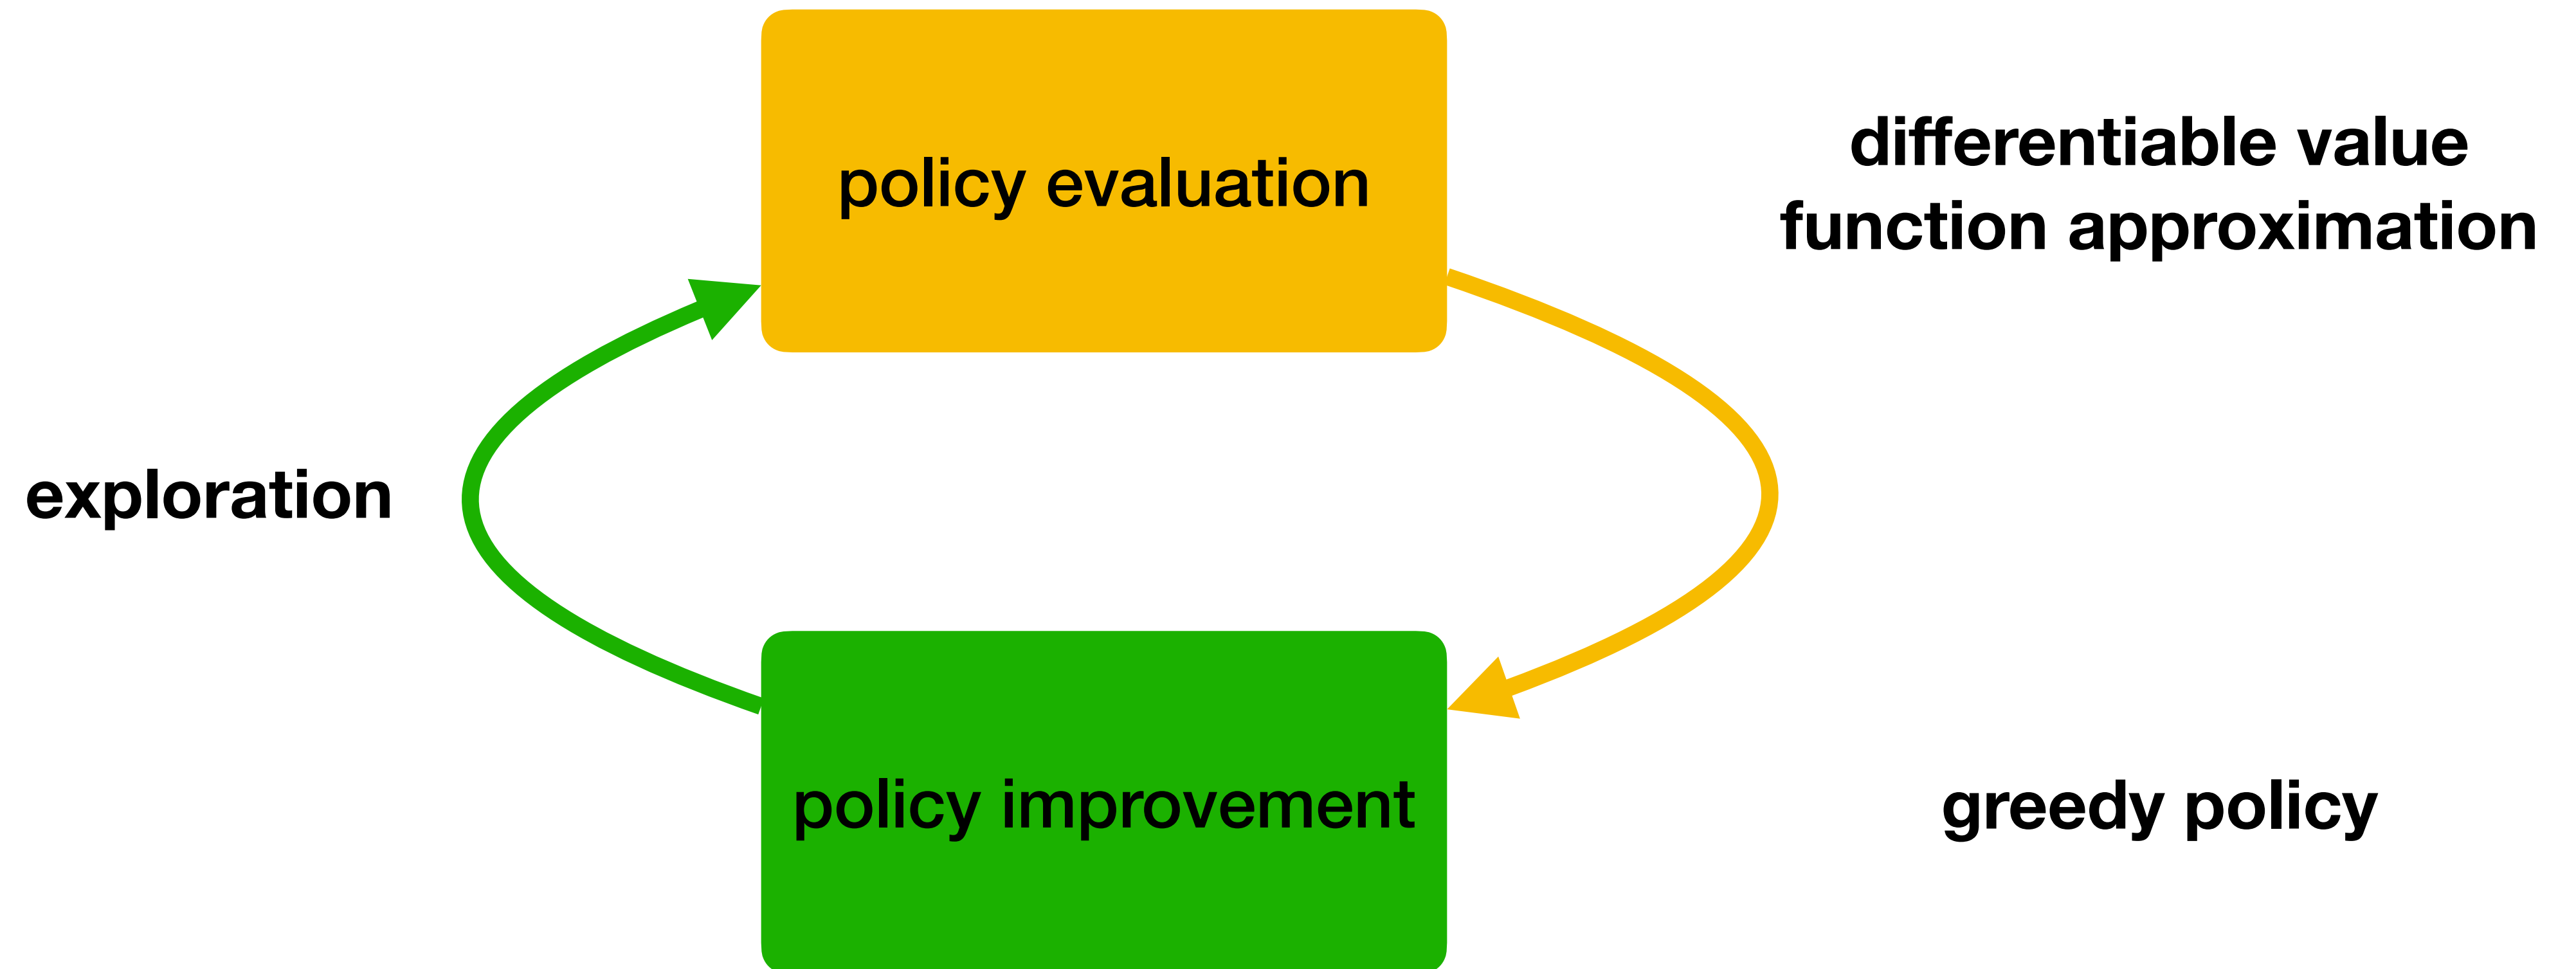 policy evaluation
differentiable value
function approximation
exploration
policy improvement
greedy policy